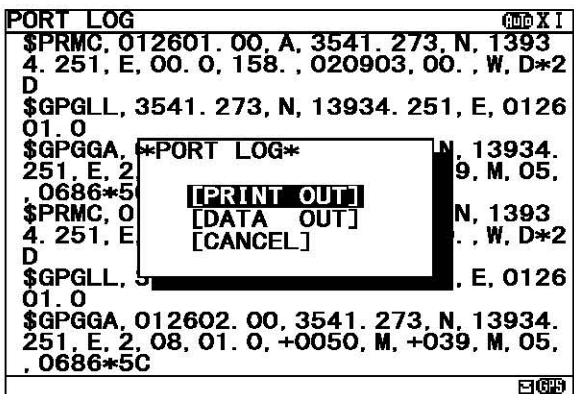 PORT LOG Auto X I
$PRMC, 012601. 00, A, 3541. 273, N, 1393
4. 251, E, 00. 0, 158. , 020903, 00. , W, D*2
D
$GPGLL, 3541. 273, N, 13934. 251, E, 0126
01. 0
$GPGGA, N, 13934.
251, E, 2 9, M, 05,
, 0686*5
$PRMC, 0 N, 1393
4. 251, E . , W, D*2
D
$GPGLL, 3 , E, 0126
01. 0
$GPGGA, 012602. 00, 3541. 273, N, 13934.
251, E, 2, 08, 01. 0, +0050, M, +039, M, 05,
, 0686*5C
*PORT LOG*
[PRINT OUT]
[DATA OUT]
[CANCEL]
GPS